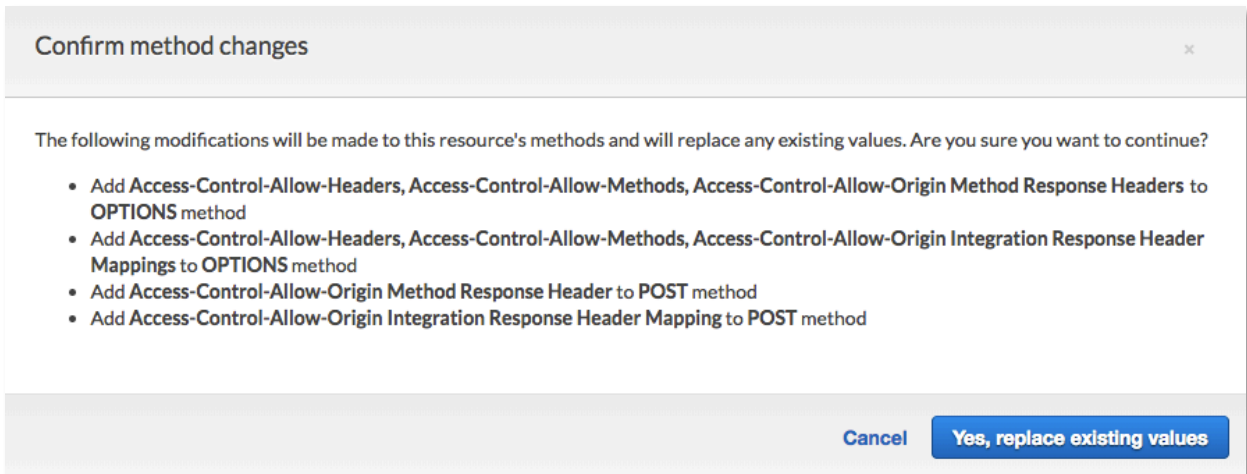 Confirm method changes
×
The following modifications will be made to this resource's methods and will replace any existing values. Are you sure you want to continue?
• Add Access-Control-Allow-Headers, Access-Control-Allow-Methods, Access-Control-Allow-Origin Method Response Headers to
OPTIONS method
• Add Access-Control-Allow-Headers, Access-Control-Allow-Methods, Access-Control-Allow-Origin Integration Response Header
Mappings to OPTIONS method
• Add Access-Control-Allow-Origin Method Response Header to POST method
• Add Access-Control-Allow-Origin Integration Response Header Mapping to POST method
Cancel
Yes, replace existing values